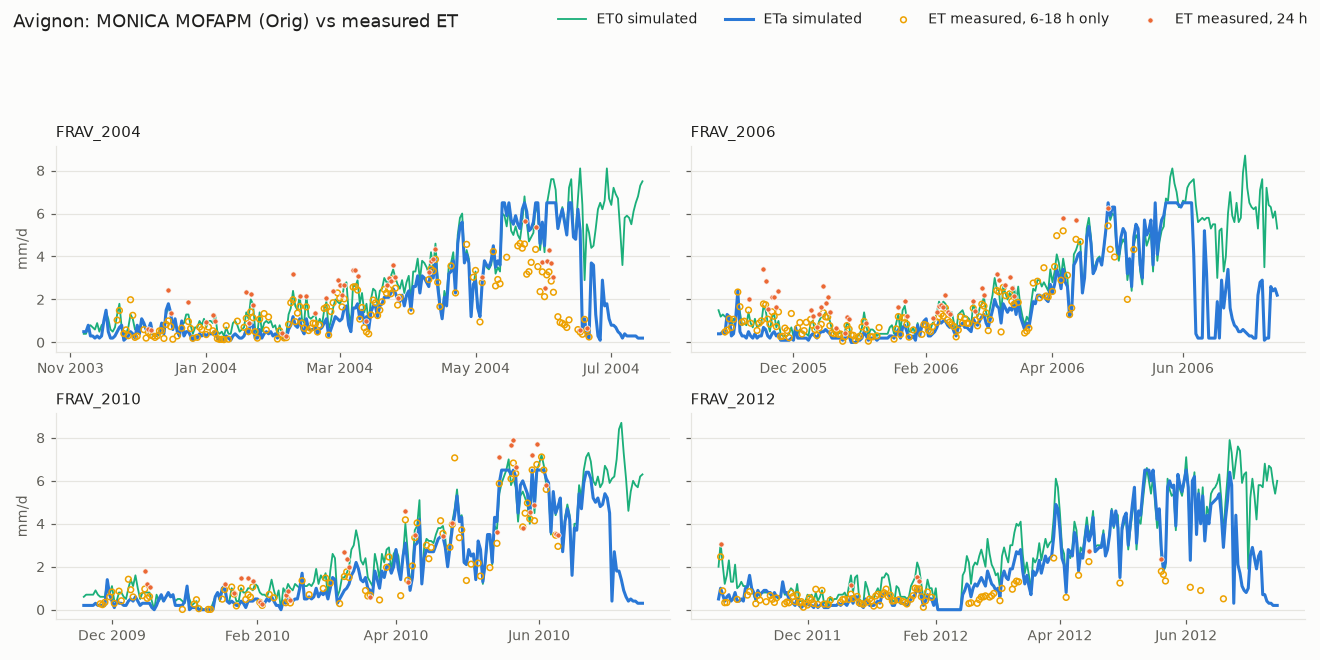 Avignon: MONICA MOFAPM (Orig) vs measured ET
ET0 simulated
ETa simulated
ET measured, 6-18 h only
ET measured, 24 h
FRAV_2004
mm/d
8
6
4
2
0
Nov 2003
Jan 2004
Mar 2004
May 2004
Jul 2004
FRAV_2006
Dec 2005
Feb 2006
Apr 2006
Jun 2006
FRAV_2010
mm/d
8
6
4
2
0
Dec 2009
Feb 2010
Apr 2010
Jun 2010
FRAV_2012
Dec 2011
Feb 2012
Apr 2012
Jun 2012